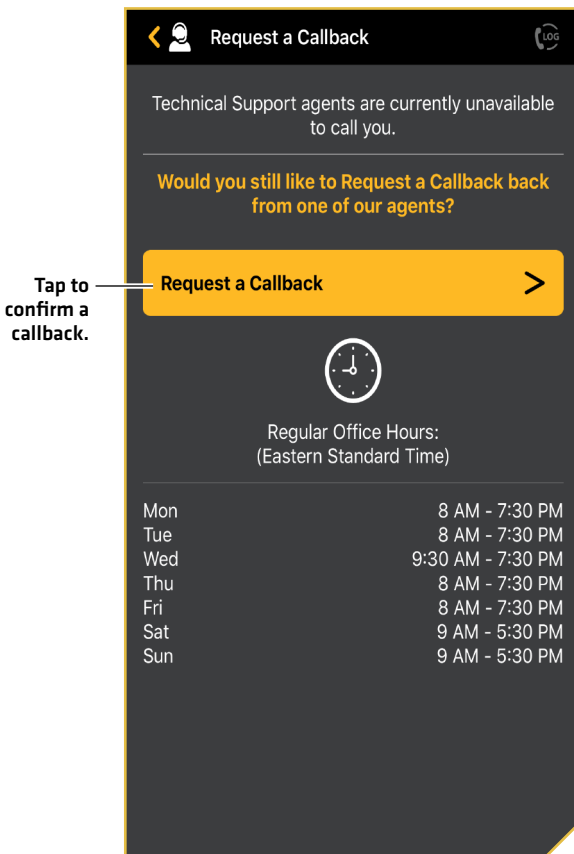 Request a Callback
LOG
Technical Support agents are currently unavailable
to call you.
Would you still like to Request a Callback back
from one of our agents?
Tap to
confirm a
callback.
Request a Callback
Regular Office Hours:
(Eastern Standard Time)
Mon 8 AM - 7:30 PM
Tue 8 AM - 7:30 PM
Wed 9:30 AM - 7:30 PM
Thu 8 AM - 7:30 PM
Fri 8 AM - 7:30 PM
Sat 9 AM - 5:30 PM
Sun 9 AM - 5:30 PM